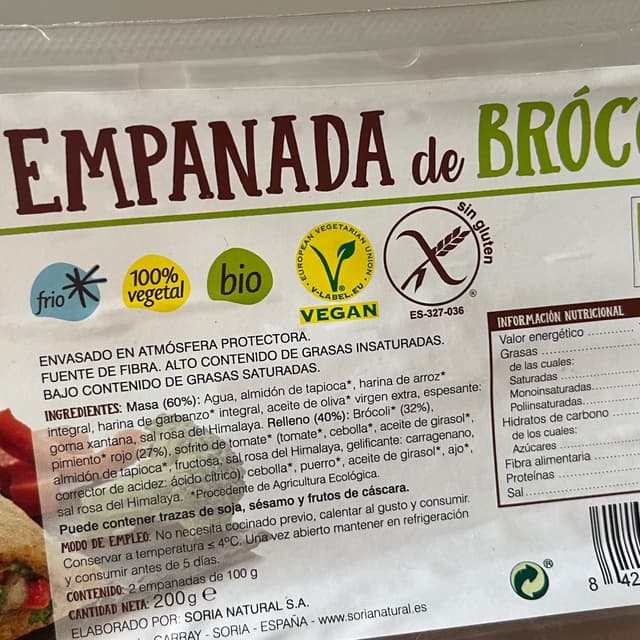 EMPANADA de BRÓC
frio
100%
vegetal
bio
EUROPEAN VEGETARIAN UNION
V-LABEL.EU
VEGAN
sin gluten
ES-327-036
ENVASADO EN ATMÓSFERA PROTECTORA.
FUENTE DE FIBRA. ALTO CONTENIDO DE GRASAS INSATURADAS.
BAJO CONTENIDO DE GRASAS SATURADAS.
INGREDIENTES: Masa (60%): Agua, almidón de tapioca*, harina de arroz*
integral, harina de garbanzo* integral, aceite de oliva* virgen extra, espesante:
goma xantana, sal rosa del Himalaya. Relleno (40%): Brócoli* (32%),
pimiento* rojo (27%), sofrito de tomate* (tomate*, cebolla*, aceite de girasol*,
almidón de tapioca*, fructosa, sal rosa del Himalaya, gelificante: carragenano,
corrector de acidez: ácido cítrico), cebolla*, puerro*, aceite de girasol*, ajo*,
sal rosa del Himalaya. *Procedente de Agricultura Ecológica.
Puede contener trazas de soja, sésamo y frutos de cáscara.
MODO DE EMPLEO: No necesita cocinado previo, calentar al gusto y consumir.
Conservar a temperatura ≤ 4ºC. Una vez abierto mantener en refrigeración
y consumir antes de 5 días.
CONTENIDO: 2 empanadas de 100 g
CANTIDAD NETA: 200g e
ELABORADO POR: SORIA NATURAL S.A.
GARRAY - SORIA - ESPAÑA - www.sorianatural.es
INFORMACIÓN NUTRICIONAL
Valor energético
Grasas
de las cuales:
Saturadas
Monoinsaturadas
Poliinsaturadas
Hidratos de carbono
de los cuales:
Azúcares
Fibra alimentaria
Proteínas
Sal
8 42